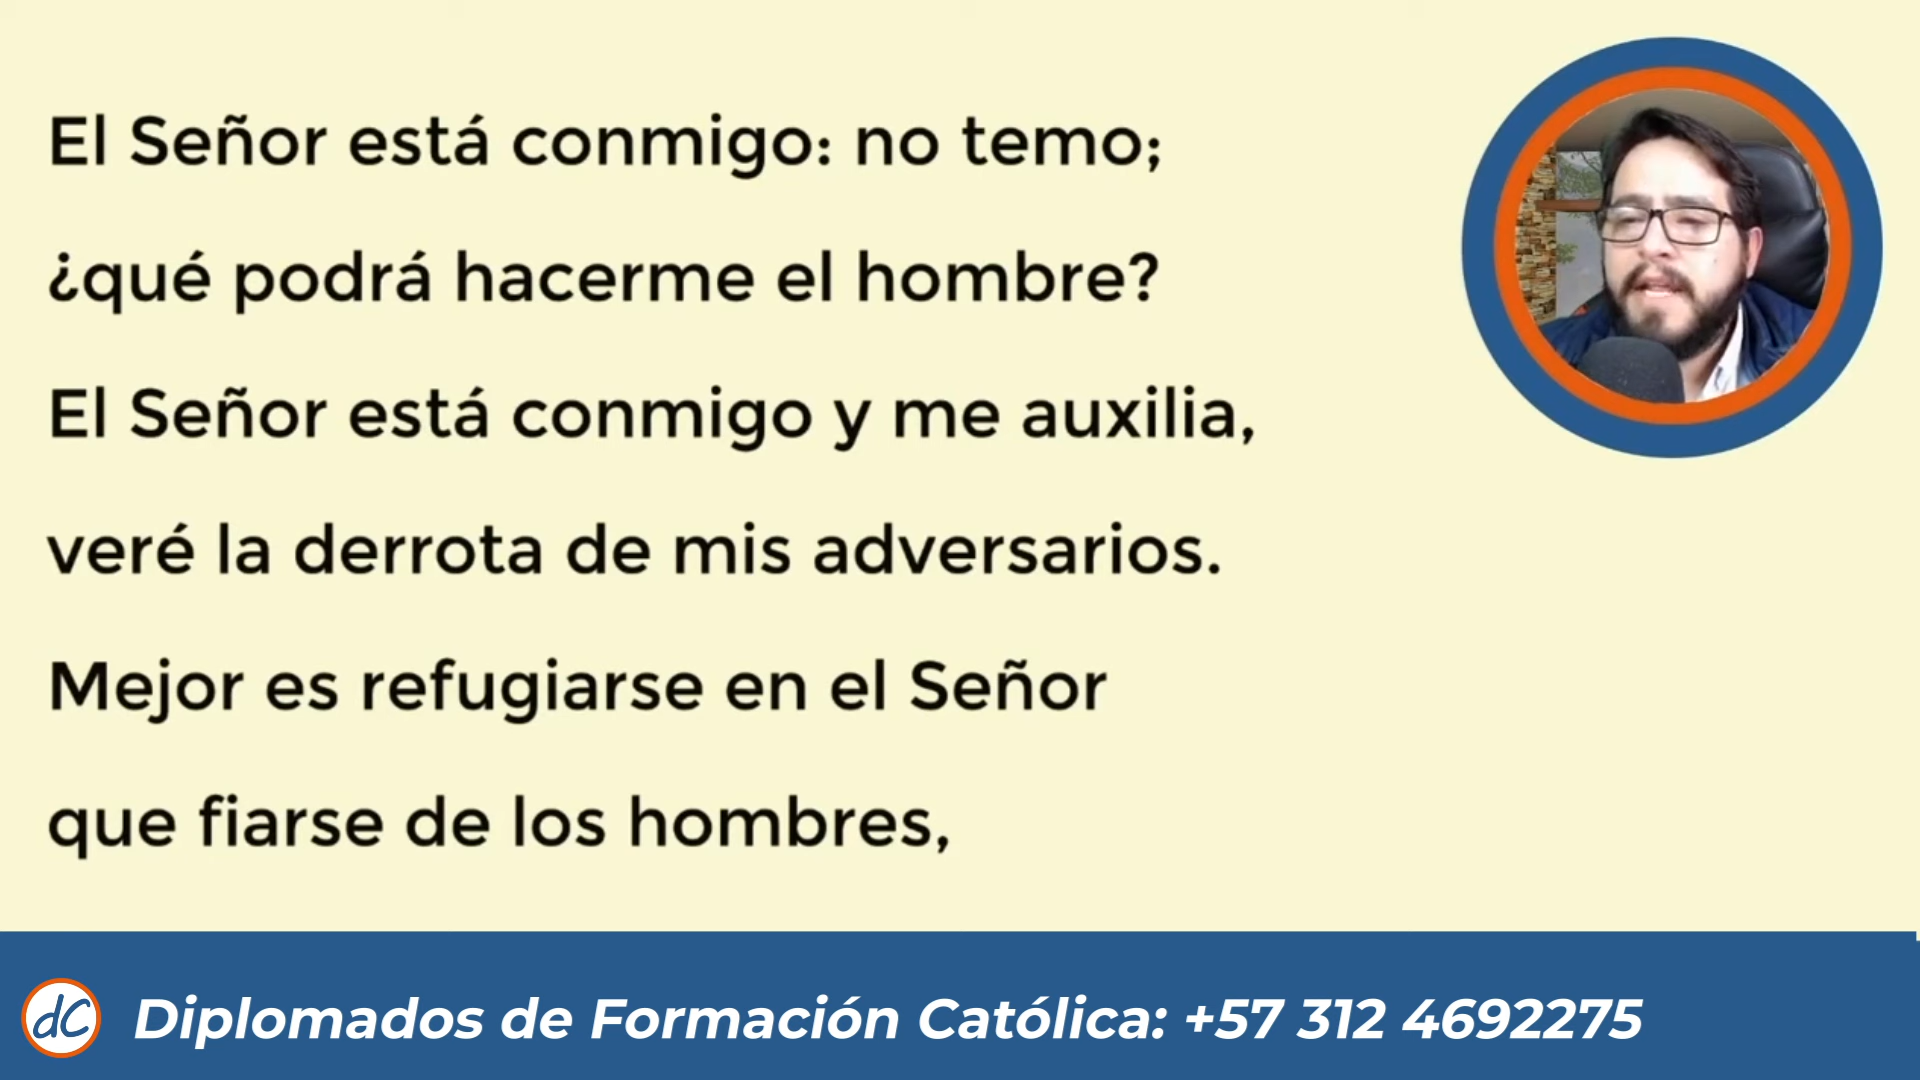 El Señor está conmigo: no temo;
¿qué podrá hacerme el hombre?
El Señor está conmigo y me auxilia,
veré la derrota de mis adversarios.
Mejor es refugiarse en el Señor
que fiarse de los hombres,
dC Diplomados de Formación Católica: +57 312 4692275